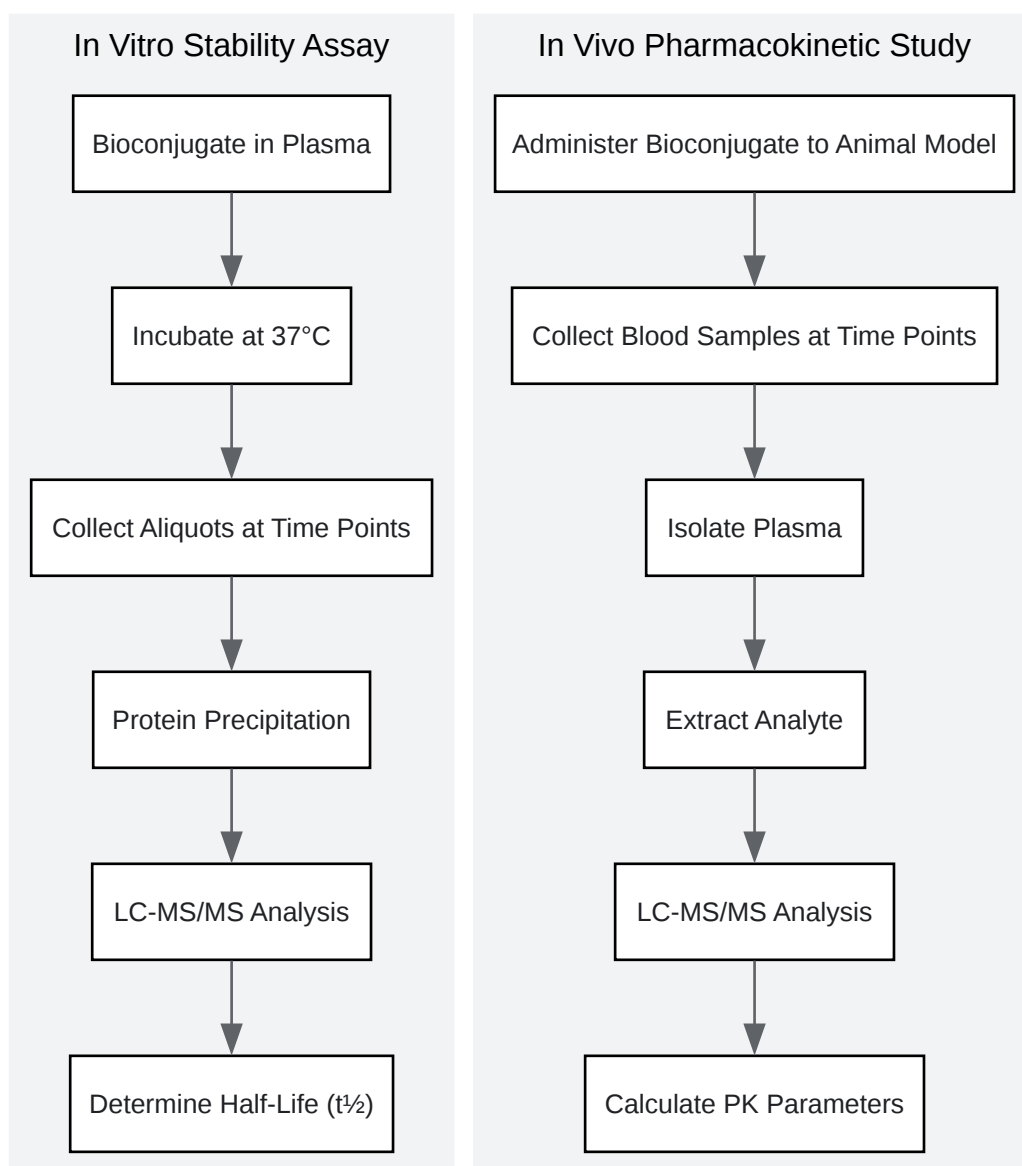 In Vitro Stability Assay
Bioconjugate in Plasma
Incubate at 37°C
Collect Aliquots at Time Points
Protein Precipitation
LC-MS/MS Analysis
Determine Half-Life (t½)
In Vivo Pharmacokinetic Study
Administer Bioconjugate to Animal Model
Collect Blood Samples at Time Points
Isolate Plasma
Extract Analyte
LC-MS/MS Analysis
Calculate PK Parameters